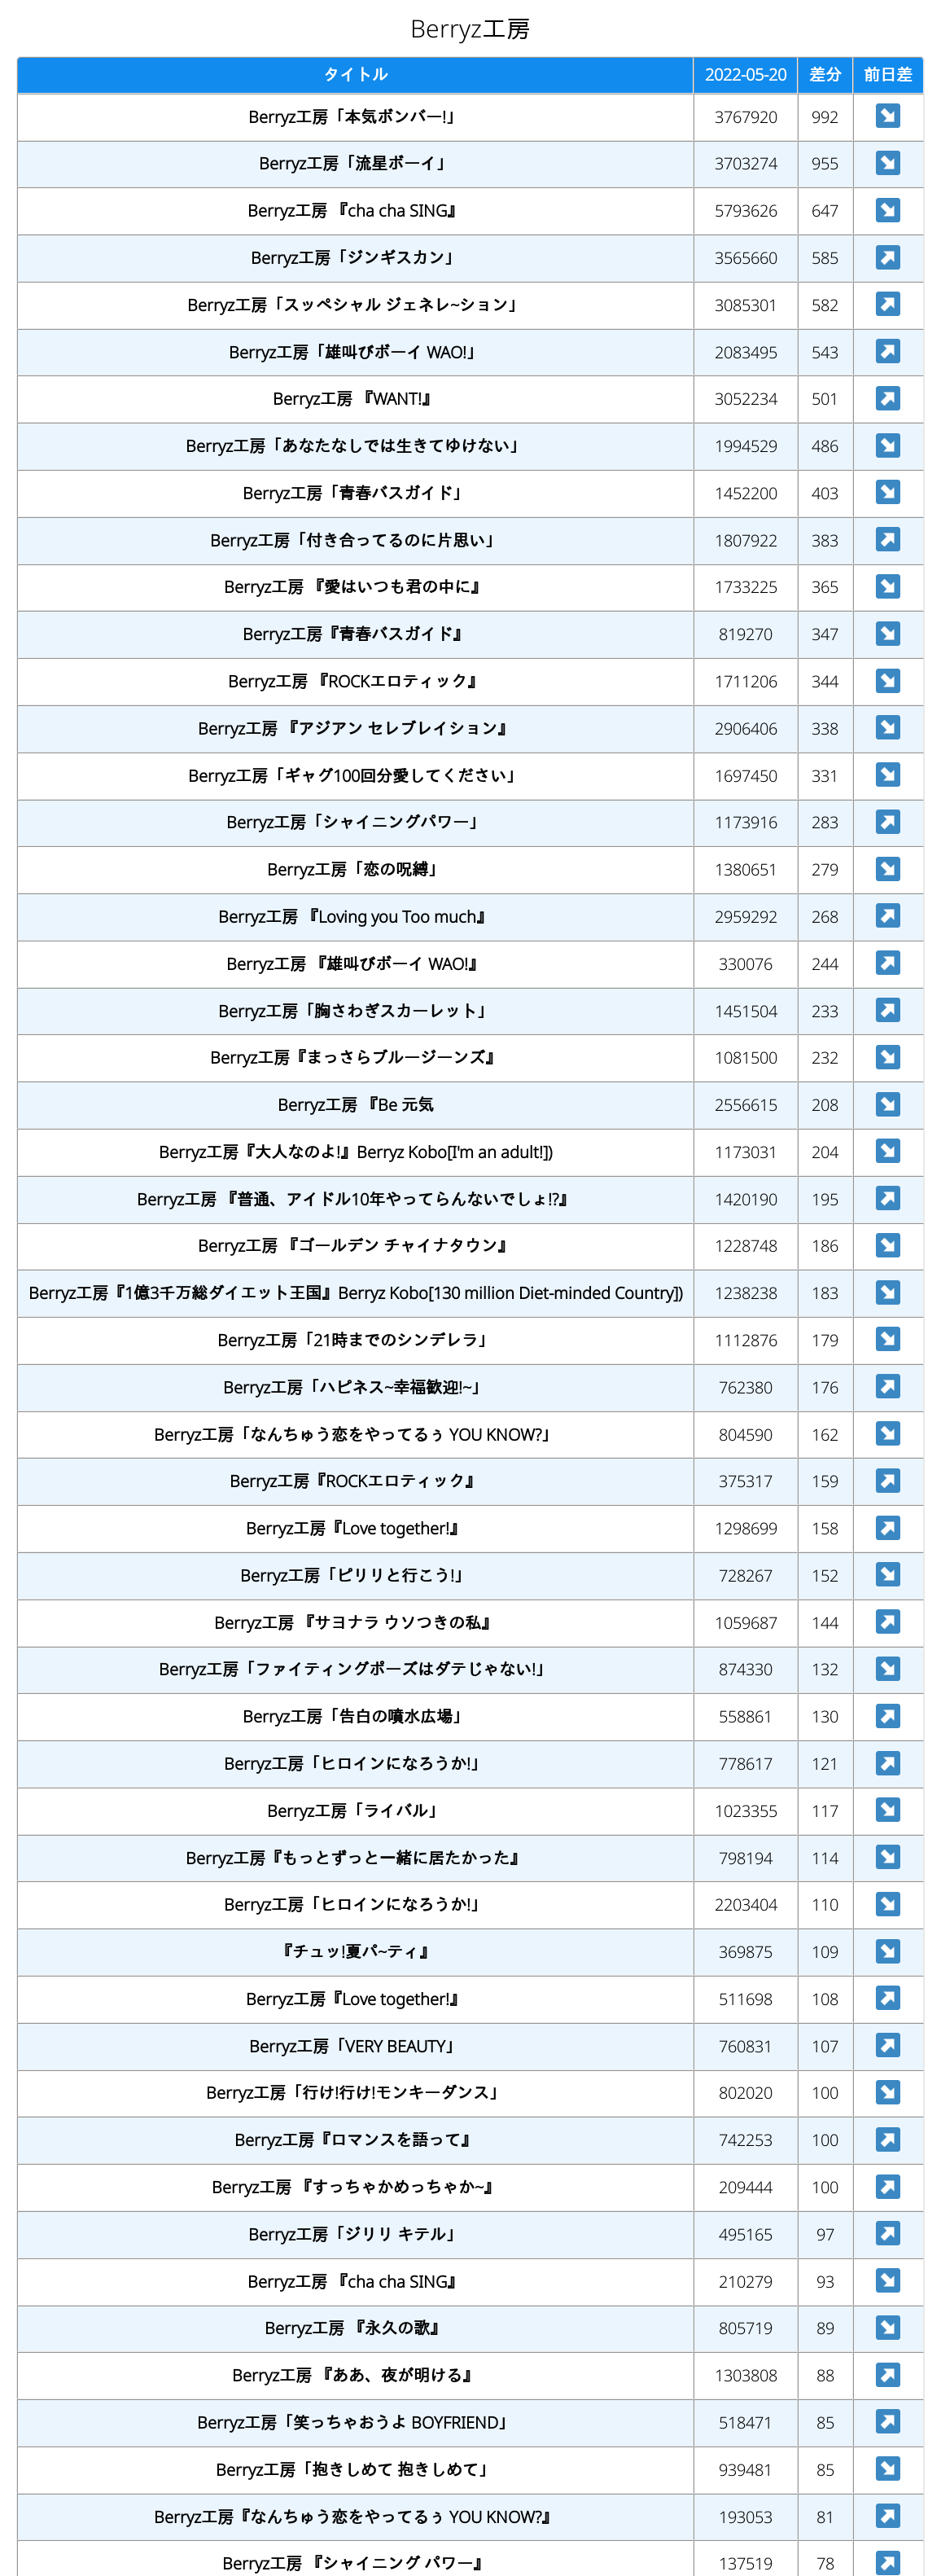 Berryz工房
タイトル 2022-05-20 差分 前日差
Berryz工房「本気ボンバー!」 3767920 992
Berryz工房「流星ボーイ」 3703274 955
Berryz工房 『cha cha SING』 5793626 647
Berryz工房「ジンギスカン」 3565660 585
Berryz工房「スッペシャル ジェネレ~ション」 3085301 582
Berryz工房「雄叫びボーイ WAO!」 2083495 543
Berryz工房 『WANT!』 3052234 501
Berryz工房「あなたなしでは生きてゆけない」 1994529 486
Berryz工房「青春バスガイド」 1452200 403
Berryz工房「付き合ってるのに片思い」 1807922 383
Berryz工房 『愛はいつも君の中に』 1733225 365
Berryz工房『青春バスガイド』 819270 347
Berryz工房 『ROCKエロティック』 1711206 344
Berryz工房 『アジアン セレブレイション』 2906406 338
Berryz工房「ギャグ100回分愛してください」 1697450 331
Berryz工房「シャイニングパワー」 1173916 283
Berryz工房「恋の呪縛」 1380651 279
Berryz工房 『Loving you Too much』 2959292 268
Berryz工房 『雄叫びボーイ WAO!』 330076 244
Berryz工房「胸さわぎスカーレット」 1451504 233
Berryz工房『まっさらブルージーンズ』 1081500 232
Berryz工房 『Be 元気 2556615 208
Berryz工房『大人なのよ!』Berryz Kobo[I'm an adult!]) 1173031 204
Berryz工房 『普通、アイドル10年やってらんないでしょ!?』 1420190 195
Berryz工房 『ゴールデン チャイナタウン』 1228748 186
Berryz工房『1億3千万総ダイエット王国』Berryz Kobo[130 million Diet-minded Country]) 1238238 183
Berryz工房「21時までのシンデレラ」 1112876 179
Berryz工房「ハピネス~幸福歓迎!~」 762380 176
Berryz工房「なんちゅう恋をやってるぅ YOU KNOW?」 804590 162
Berryz工房『ROCKエロティック』 375317 159
Berryz工房『Love together!』 1298699 158
Berryz工房「ピリリと行こう!」 728267 152
Berryz工房 『サヨナラ ウソつきの私』 1059687 144
Berryz工房「ファイティングポーズはダテじゃない!」 874330 132
Berryz工房「告白の噴水広場」 558861 130
Berryz工房「ヒロインになろうか!」 778617 121
Berryz工房「ライバル」 1023355 117
Berryz工房『もっとずっと一緒に居たかった』 798194 114
Berryz工房「ヒロインになろうか!」 2203404 110
『チュッ!夏パ~ティ』 369875 109
Berryz工房『Love together!』 511698 108
Berryz工房「VERY BEAUTY」 760831 107
Berryz工房「行け!行け!モンキーダンス」 802020 100
Berryz工房『ロマンスを語って』 742253 100
Berryz工房 『すっちゃかめっちゃか~』 209444 100
Berryz工房「ジリリ キテル」 495165 97
Berryz工房 『cha cha SING』 210279 93
Berryz工房 『永久の歌』 805719 89
Berryz工房 『ああ、夜が明ける』 1303808 88
Berryz工房「笑っちゃおうよ BOYFRIEND」 518471 85
Berryz工房「抱きしめて 抱きしめて」 939481 85
Berryz工房『なんちゅう恋をやってるぅ YOU KNOW?』 193053 81
Berryz工房 『シャイニング パワー』 137519 78